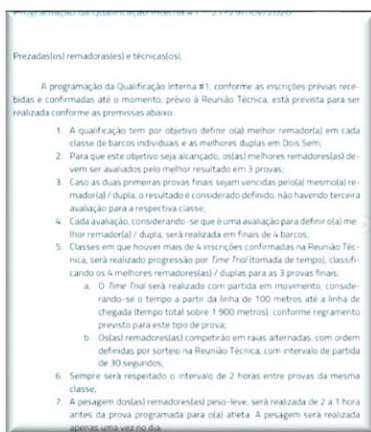 Programação da Qualificação Interna #1 – 27-29/nov/2020
Prezadas(os) remadoras(es) e técnicas(os),
A programação da Qualificação Interna #1, conforme as inscrições prévias rece-
bidas e confirmadas até o momento, prévio à Reunião Técnica, está prevista para ser
realizada conforme as premissas abaixo:
1. A qualificação tem por objetivo definir o(a) melhor remador(a) em cada
classe de barcos individuais e as melhores duplas em Dois Sem;
2. Para que este objetivo seja alcançado, os(as) melhores remadores(as) de-
vem ser avaliados pelo melhor resultado em 3 provas;
3. Caso as duas primeiras provas finais sejam vencidas pelo(a) mesmo(a) re-
mador(a) / dupla, o resultado é considerado definido, não havendo terceira
avaliação para a respectiva classe;
4. Cada avaliação, considerando-se que é uma avaliação para definir o(a) me-
lhor remador(a) / dupla, será realizada em finais de 4 barcos;
5. Classes em que houver mais de 4 inscrições confirmadas na Reunião Téc-
nica, será realizado progressão por Time Trial (tomada de tempo), classifi-
cando os 4 melhores remadores(as) / duplas para as 3 provas finais;
a. O Time Trial será realizado com partida em movimento, conside-
rando-se o tempo a partir da linha de 100 metros até a linha de
chegada (tempo total sobre 1.900 metros), conforme regramento
previsto para este tipo de prova;
b. Os(as) remadores(as) competirão em raias alternadas, com ordem
definidas por sorteio na Reunião Técnica, com intervalo de partida
de 30 segundos;
6. Sempre será respeitado o intervalo de 2 horas entre provas da mesma
classe;
7. A pesagem dos(as) remadores(as) peso-leve, será realizada de 2 a 1 hora
antes da prova programada para o(a) atleta. A pesagem será realizada
apenas uma vez no dia.